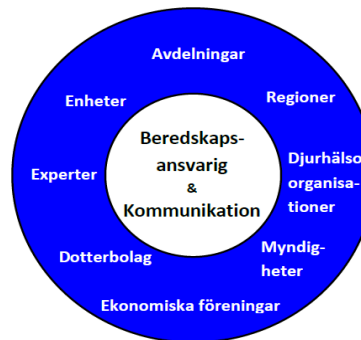 Avdelningar
Enheter
Regioner
Beredskaps-
ansvarig
&
Kommunikation
Experter
Djurhälso
organisa-
tioner
Dotterbolag
Myndig-
heter
Ekonomiska föreningar